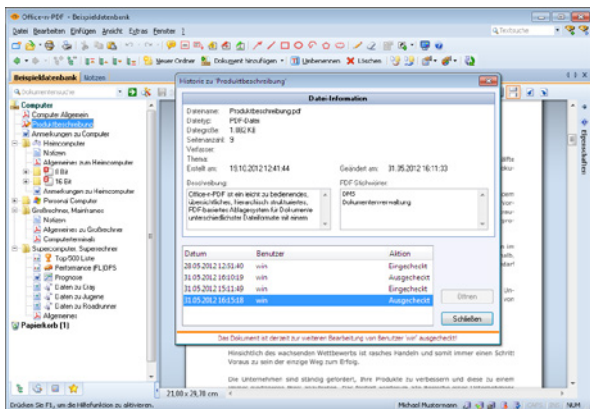 Office-n-PDF - Beispieldatenbank
Datei Bearbeiten Einfügen Ansicht Extras Fenster ?
Textsuche
Neuer Ordner Dokument hinzufügen Umbenennen Löschen
Beispieldatenbank Notizen
Dokumentensuche
Computer
Computer Allgemein
Produktbeschreibung
Anmerkungen zu Computer
Heimcomputer
Notizen
Allgemeines zum Heimcomputer
8 Bit
16 Bit
Anmerkungen zu Heimcomputer
Personal Computer
Großrechner, Mainframes
Notizen
Allgemeines zu Großrechner
Computerterminals
Supercomputer, Superrechner
Top500 Liste
Performance (FL)OPS
Prognose
Daten zu Cray
Daten zu Jugene
Daten zu Roadrunner
Allgemeines
Papierkorb (1)
Historie zu 'Produktbeschreibung'
Datei-Information
Dateiname: Produktbeschreibung.pdf
Dateityp: PDF-Datei
Dateigröße: 1.882 KB
Seitenanzahl: 9
Verfasser:
Thema:
Erstellt am: 19.10.2012 12:41:44 Geändert am: 31.05.2012 16:11:33
Beschreibung: PDF Stichwörter:
Office-n-PDF ist ein leicht zu bedienendes,
übersichtliches, hierarchisch strukturiertes,
PDF-basiertes Ablagesystem für Dokumente
unterschiedlichster Dateiformate mit einem
DMS
Dokumentenverwaltung
Datum Benutzer Aktion
28.05.2012 12:51:40 win Eingecheckt
31.05.2012 16:10:19 win Ausgecheckt
31.05.2012 15:11:49 win Eingecheckt
31.05.2012 16:15:18 win Ausgecheckt
Öffnen
Schließen
Das Dokument ist derzeit zur weiteren Bearbeitung von Benutzer 'win' ausgecheckt!
Eigenschaften
Hinsichtlich des wachsenden Wettbewerbs ist rasches Handeln und somit immer einen Schritt
Voraus zu sein der einzige Weg zum Erfolg.
Die Unternehmen sind ständig gefordert, ihre Produkte zu verbessern und diese zu einem
21,00 x 29,70 cm
Drücken Sie F1, um die Hilfefunktion zu aktivieren.
Michael Mustermann
NUM